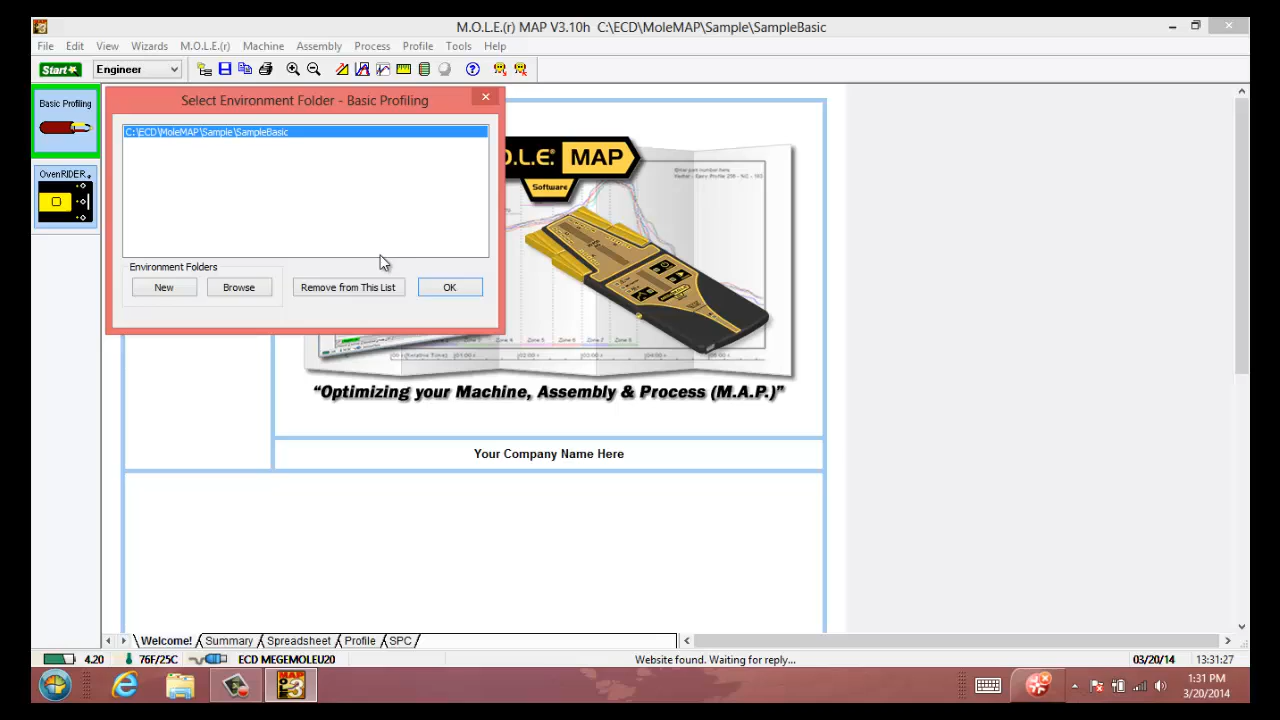 M.O.L.E.(r) MAP V3.10h C:\ECD\MoleMAP\Sample\SampleBasic
File Edit View Wizards M.O.L.E.(r) Machine Assembly Process Profile Tools Help
Start Engineer
Basic Profiling
OvenRIDER
Select Environment Folder - Basic Profiling
C:\ECD\MoleMAP\Sample\SampleBasic
Environment Folders
New Browse Remove from This List OK
O.L.E.® MAP
Software
"Optimizing your Machine, Assembly & Process (M.A.P.)"
Your Company Name Here
Welcome! Summary Spreadsheet Profile SPC
4.20 76F/25C ECD MEGEMOLEU20 Website found. Waiting for reply... 03/20/14 13:31:27
MAP
3
1:31 PM
3/20/2014